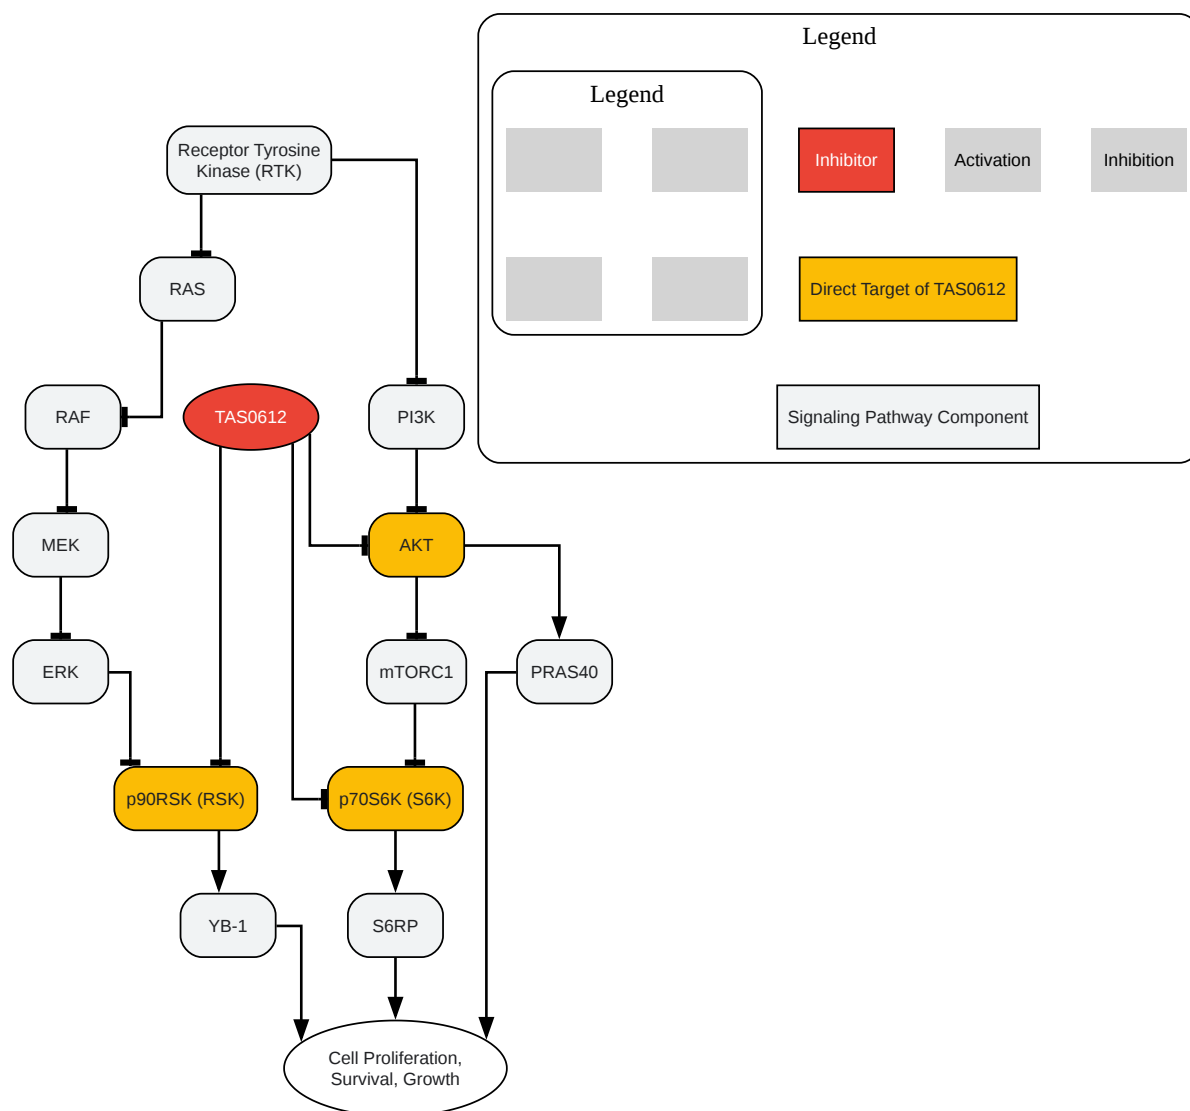 Legend
Legend
Receptor Tyrosine
Kinase (RTK)
Inhibitor
Activation
Inhibition
RAS
Direct Target of TAS0612
RAF
TAS0612
PI3K
Signaling Pathway Component
MEK
AKT
ERK
mTORC1
PRAS40
p90RSK (RSK)
p70S6K (S6K)
YB-1
S6RP
Cell Proliferation,
Survival, Growth